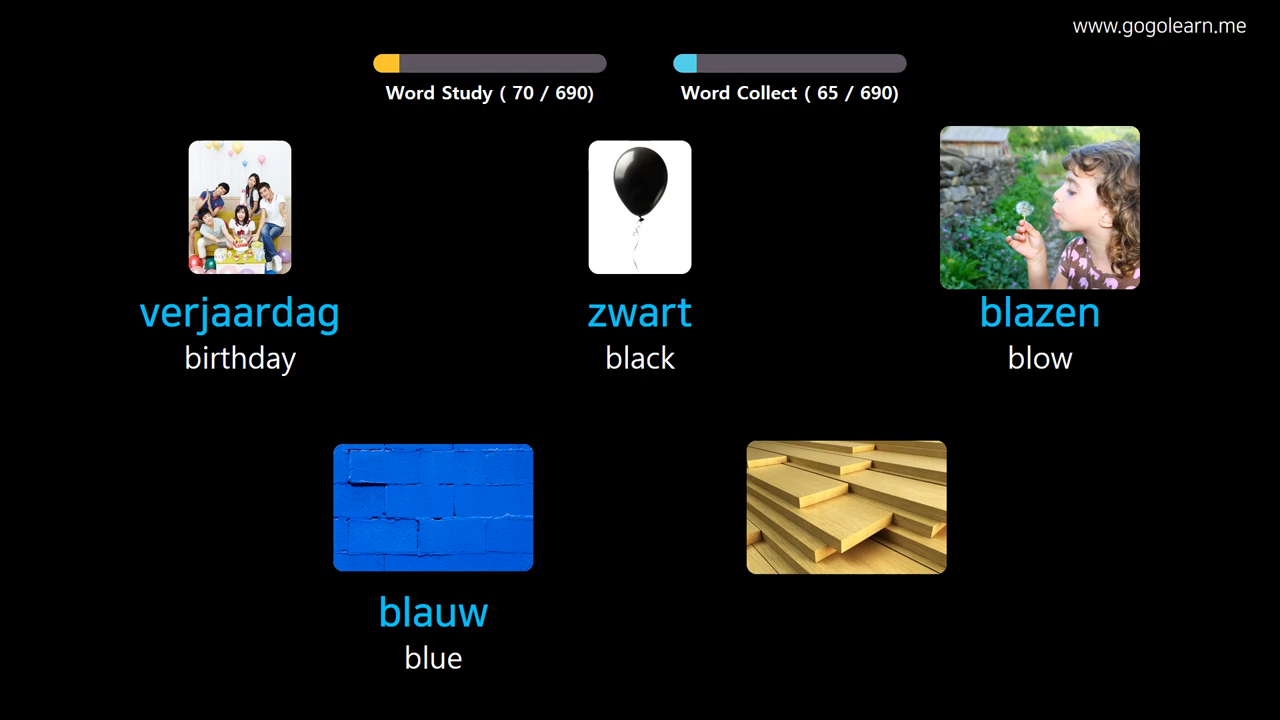 www.gogolearn.me
Word Study ( 70 / 690)
Word Collect ( 65 / 690)
verjaardag
birthday
zwart
black
blazen
blow
blauw
blue